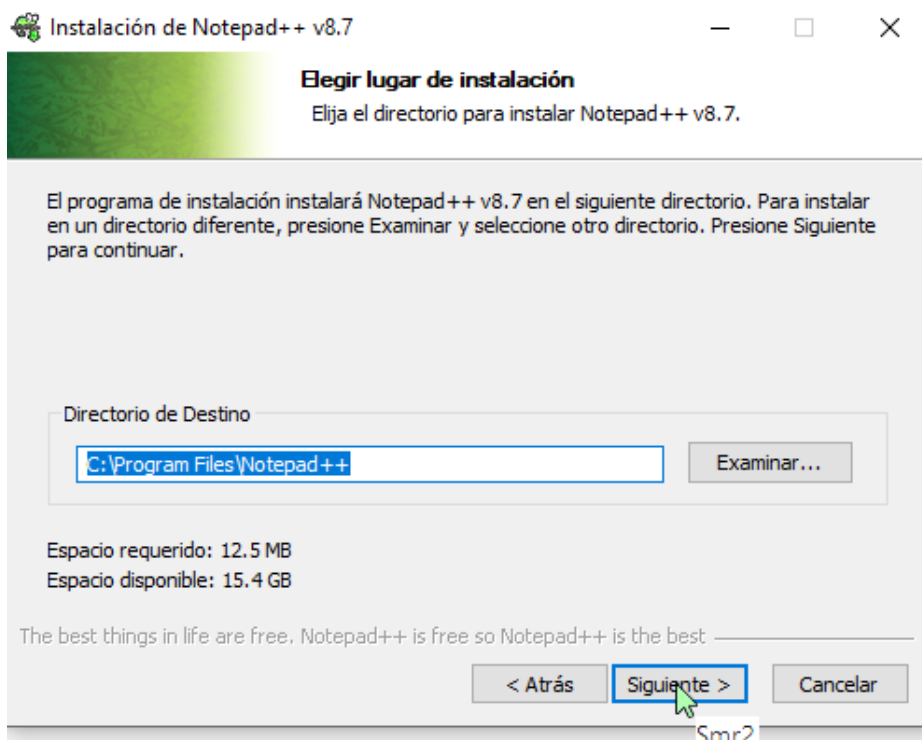 Instalación de Notepad++ v8.7
Elegir lugar de instalación
Elija el directorio para instalar Notepad++ v8.7.
El programa de instalación instalará Notepad++ v8.7 en el siguiente directorio. Para instalar
en un directorio diferente, presione Examinar y seleccione otro directorio. Presione Siguiente
para continuar.
Directorio de Destino
C:\Program Files\Notepad++
Examinar...
Espacio requerido: 12.5 MB
Espacio disponible: 15.4 GB
The best things in life are free. Notepad++ is free so Notepad++ is the best
< Atrás
Siguiente >
Cancelar
Smr2